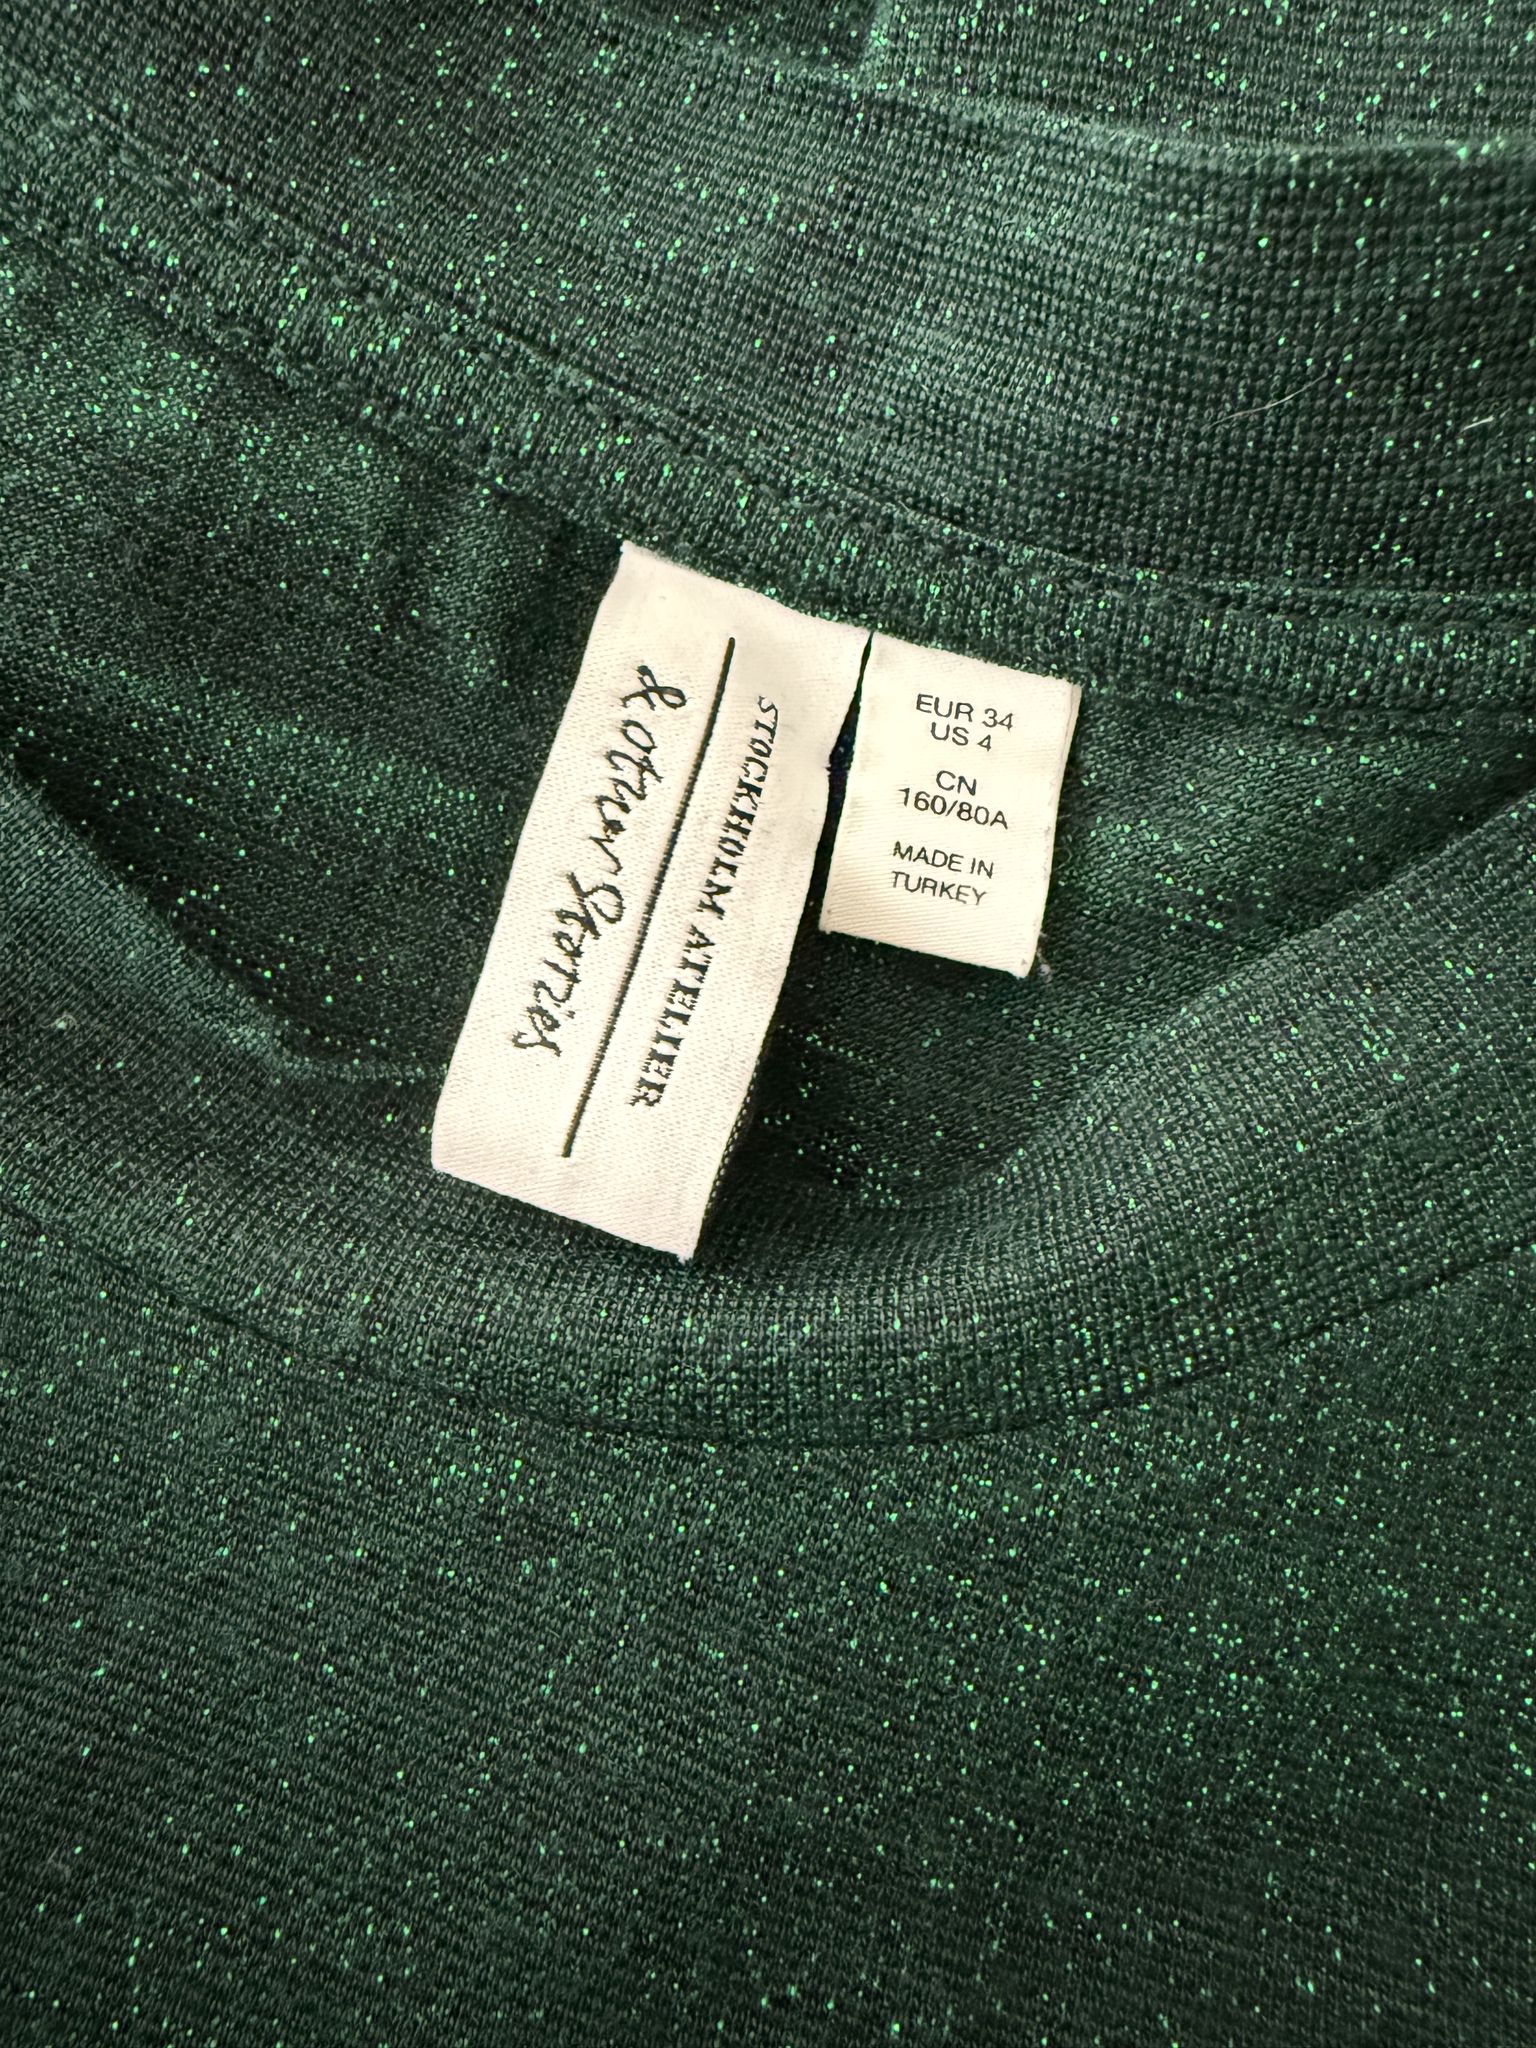 & other Stories
STOCKHOLM ATELIER
EUR 34
US 4
CN
160/80A
MADE IN
TURKEY